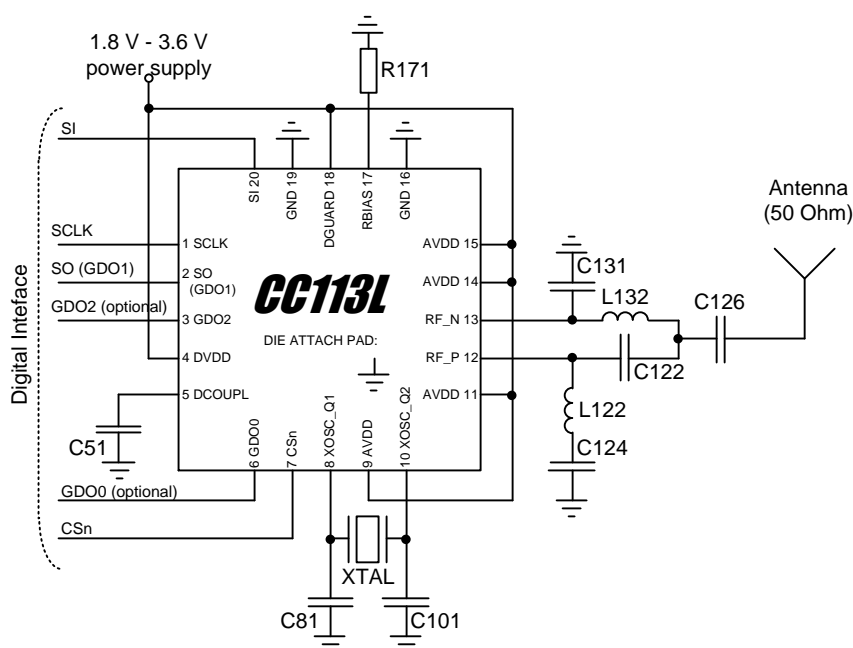 1.8 V - 3.6 V
power supply
R171
SI
SI 20
GND 19
DGUARD 18
RBIAS 17
GND 16
Antenna
(50 Ohm)
SCLK
1 SCLK
AVDD 15
SO (GDO1)
2 SO
(GDO1)
CC113L
AVDD 14
C131
L132
C126
GDO2 (optional)
3 GDO2
RF_N 13
DIE ATTACH PAD:
4 DVDD
RF_P 12
C122
Digital Inteface
5 DCOUPL
AVDD 11
L122
C51
6 GDO0
7 CSn
8 XOSC_Q1
9 AVDD
10 XOSC_Q2
C124
GDO0 (optional)
CSn
XTAL
C81
C101